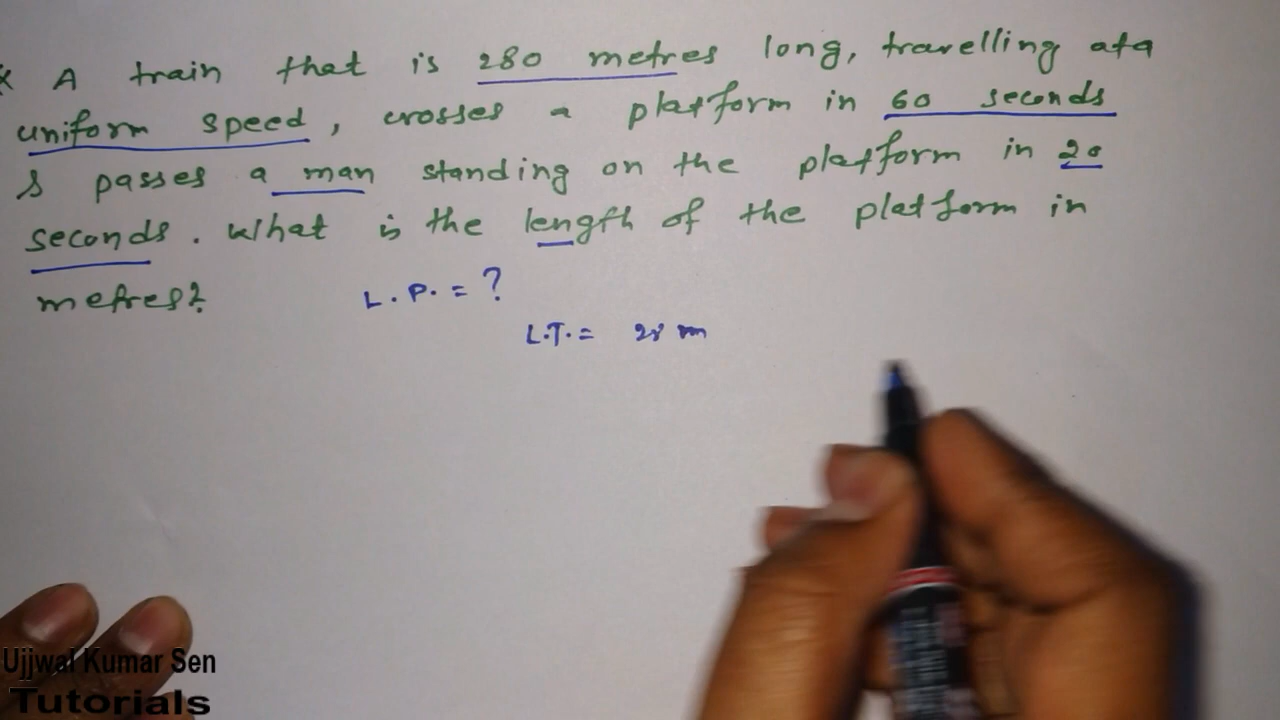 A train that is 280 metres long, travelling at a
uniform speed, crosses a platform in 60 seconds
& passes a man standing on the platform in 20
seconds. What is the length of the platform in
metres?
L.P. = ?
L.T. = 28 m
Ujjwal Kumar Sen
Tutorials